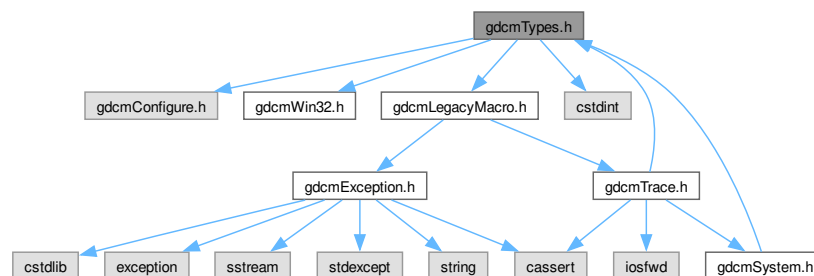 gdcmTypes.h
gdcmConfigure.h
gdcmWin32.h
gdcmLegacyMacro.h
cstdint
gdcmException.h
gdcmTrace.h
cstdlib
exception
sstream
stdexcept
string
cassert
iosfwd
gdcmSystem.h